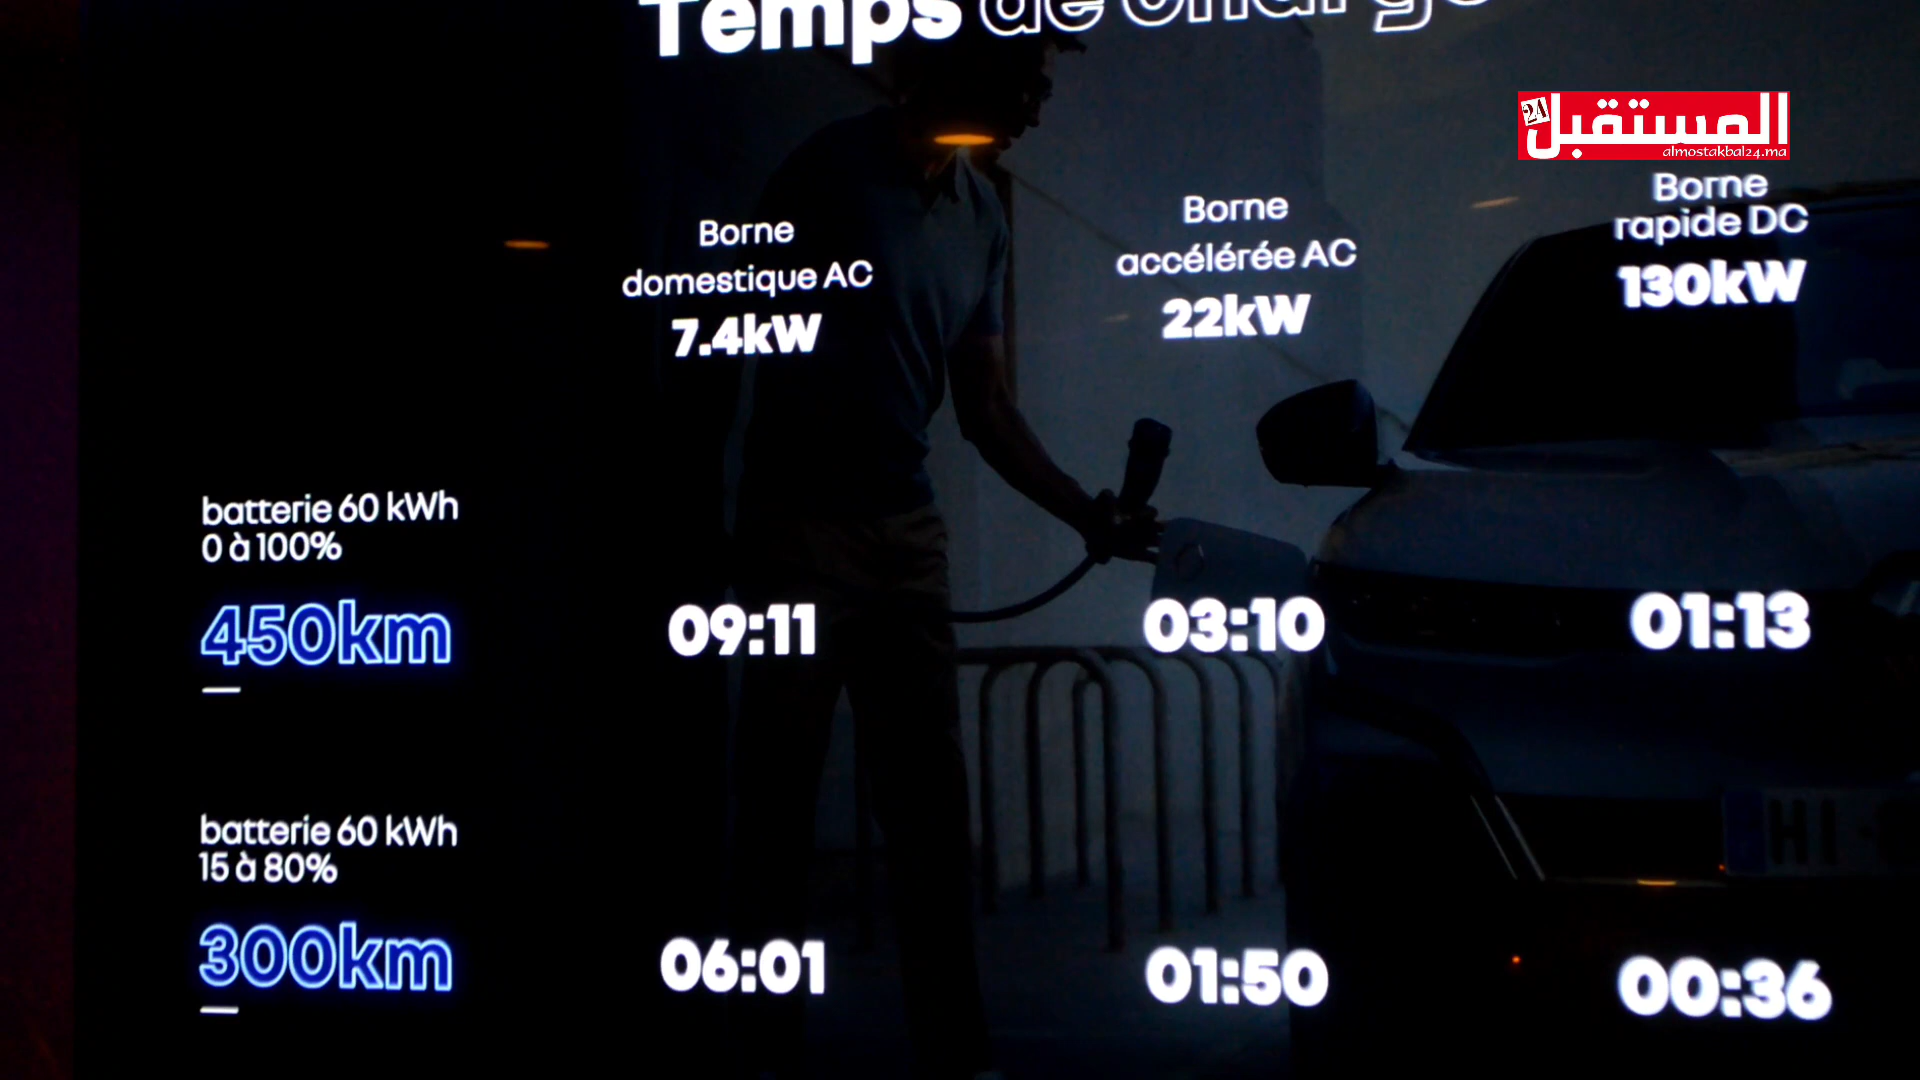 Temps de charge
24
المستقبل
almostakbal24.ma
Borne
domestique AC
7.4kW
Borne
accélérée AC
22kW
Borne
rapide DC
130kW
batterie 60 kWh
0 à 100%
450km
09:11
03:10
01:13
batterie 60 kWh
15 à 80%
300km
06:01
01:50
00:36